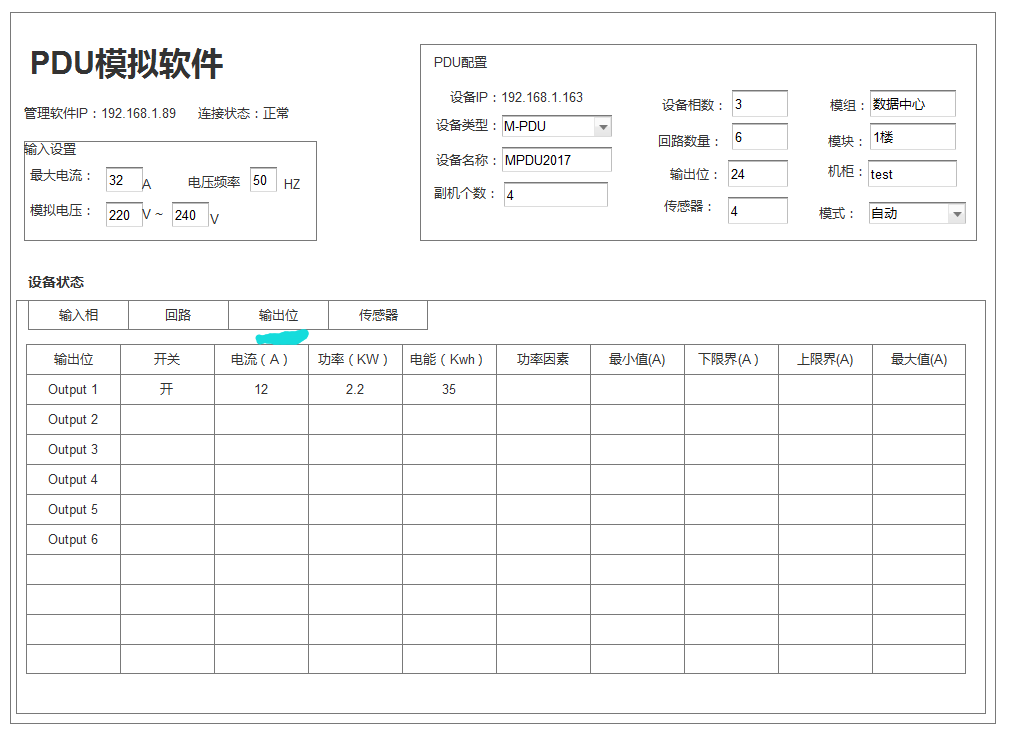 PDU模拟软件
管理软件IP：192.168.1.89 连接状态：正常
输入设置
最大电流： 32 A 电压频率 50 HZ
模拟电压： 220 V ~ 240 V
PDU配置
设备IP：192.168.1.163
设备类型： M-PDU
设备名称： MPDU2017
副机个数： 4
设备相数： 3
回路数量： 6
输出位： 24
传感器： 4
模组： 数据中心
模块： 1楼
机柜： test
模式： 自动
设备状态
输入相 回路 输出位 传感器
输出位 开关 电流（A） 功率（KW） 电能（Kwh） 功率因素 最小值(A) 下限界(A） 上限界(A) 最大值(A)
Output 1 开 12 2.2 35
Output 2
Output 3
Output 4
Output 5
Output 6